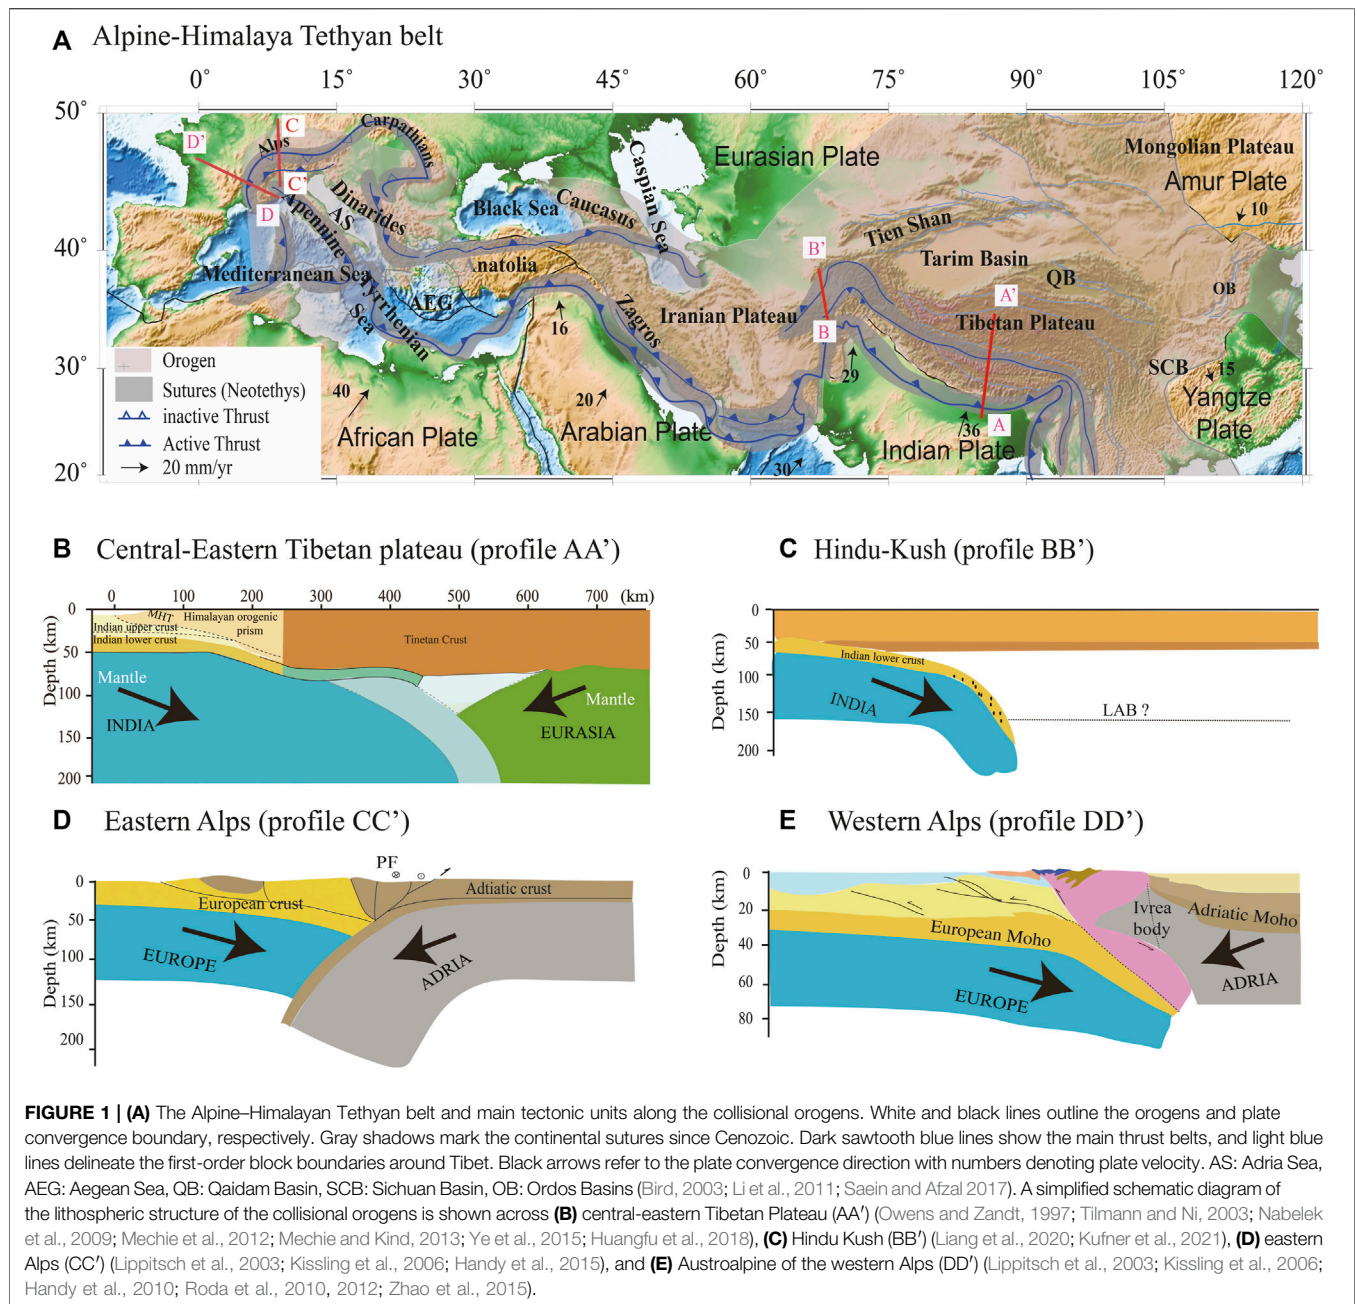 A Alpine-Himalaya Tethyan belt
0° 15° 30° 45° 60° 75° 90° 105° 120°
50°
40°
30°
20°
D'
C
Alps
Carpathians
C'
D
Apennine
AS
Dinarides
Black Sea
Caucasus
Caspian Sea
Eurasian Plate
Mongolian Plateau
Amur Plate
10
Tien Shan
Tarim Basin
QB
OB
B'
A'
Mediterranean Sea
Tyrrhenian
Sea
AEG
Anatolia
16
Zagros
Iranian Plateau
B
Tibetan Plateau
29
SCB
15
Yangtze
Plate
40
African Plate
20
Arabian Plate
30
36
A
Indian Plate
Orogen
Sutures (Neotethys)
inactive Thrust
Active Thrust
20 mm/yr
B Central-Eastern Tibetan plateau (profile AA')
0 100 200 300 400 500 600 700 (km)
Depth (km)
0
50
100
150
200
MHT
Himalayan orogenic
prism
Indian upper crust
Indian lower crust
Tinetan Crust
Mantle
INDIA
Mantle
EURASIA
C Hindu-Kush (profile BB')
Depth (km)
0
50
100
150
200
Indian lower crust
INDIA
LAB ?
D Eastern Alps (profile CC')
PF
Depth (km)
0
50
100
150
200
European crust
Adtiatic crust
EUROPE
ADRIA
E Western Alps (profile DD')
Depth (km)
0
20
40
60
80
European Moho
Ivrea
body
Adriatic Moho
EUROPE
ADRIA
FIGURE 1 | (A) The Alpine–Himalayan Tethyan belt and main tectonic units along the collisional orogens. White and black lines outline the orogens and plate
convergence boundary, respectively. Gray shadows mark the continental sutures since Cenozoic. Dark sawtooth blue lines show the main thrust belts, and light blue
lines delineate the first-order block boundaries around Tibet. Black arrows refer to the plate convergence direction with numbers denoting plate velocity. AS: Adria Sea,
AEG: Aegean Sea, QB: Qaidam Basin, SCB: Sichuan Basin, OB: Ordos Basins (Bird, 2003; Li et al., 2011; Saein and Afzal 2017). A simplified schematic diagram of
the lithospheric structure of the collisional orogens is shown across (B) central-eastern Tibetan Plateau (AA′) (Owens and Zandt, 1997; Tilmann and Ni, 2003; Nabelek
et al., 2009; Mechie et al., 2012; Mechie and Kind, 2013; Ye et al., 2015; Huangfu et al., 2018), (C) Hindu Kush (BB′) (Liang et al., 2020; Kufner et al., 2021), (D) eastern
Alps (CC′) (Lippitsch et al., 2003; Kissling et al., 2006; Handy et al., 2015), and (E) Austroalpine of the western Alps (DD′) (Lippitsch et al., 2003; Kissling et al., 2006;
Handy et al., 2010; Roda et al., 2010, 2012; Zhao et al., 2015).